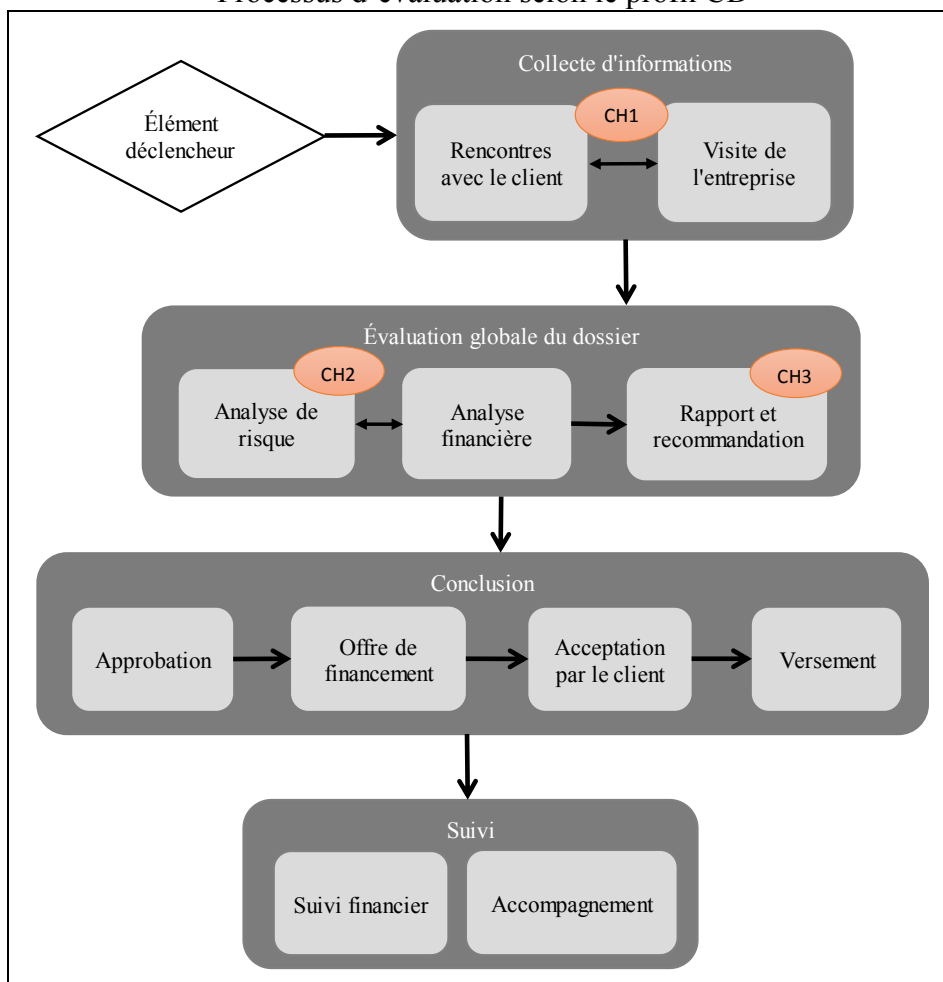 Processus d'évaluation selon le profil CB
Collecte d'informations
Élément
déclencheur
CH1
Rencontres
avec le client
Visite de
l'entreprise
Évaluation globale du dossier
CH2
CH3
Analyse de
risque
Analyse
financière
Rapport et
recommandation
Conclusion
Approbation
Offre de
financement
Acceptation
par le client
Versement
Suivi
Suivi financier
Accompagnement